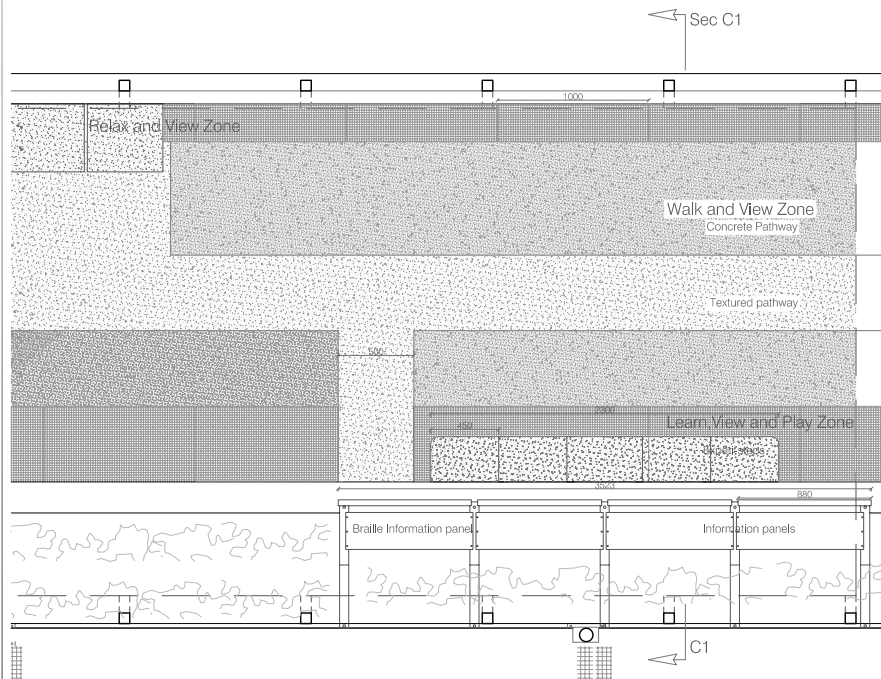 Sec C1
1000
Relax and View Zone
Walk and View Zone
Concrete Pathway
Textured pathway
500
2300
Learn,View and Play Zone
450
3523
880
Braille Information panel
Information panels
C1